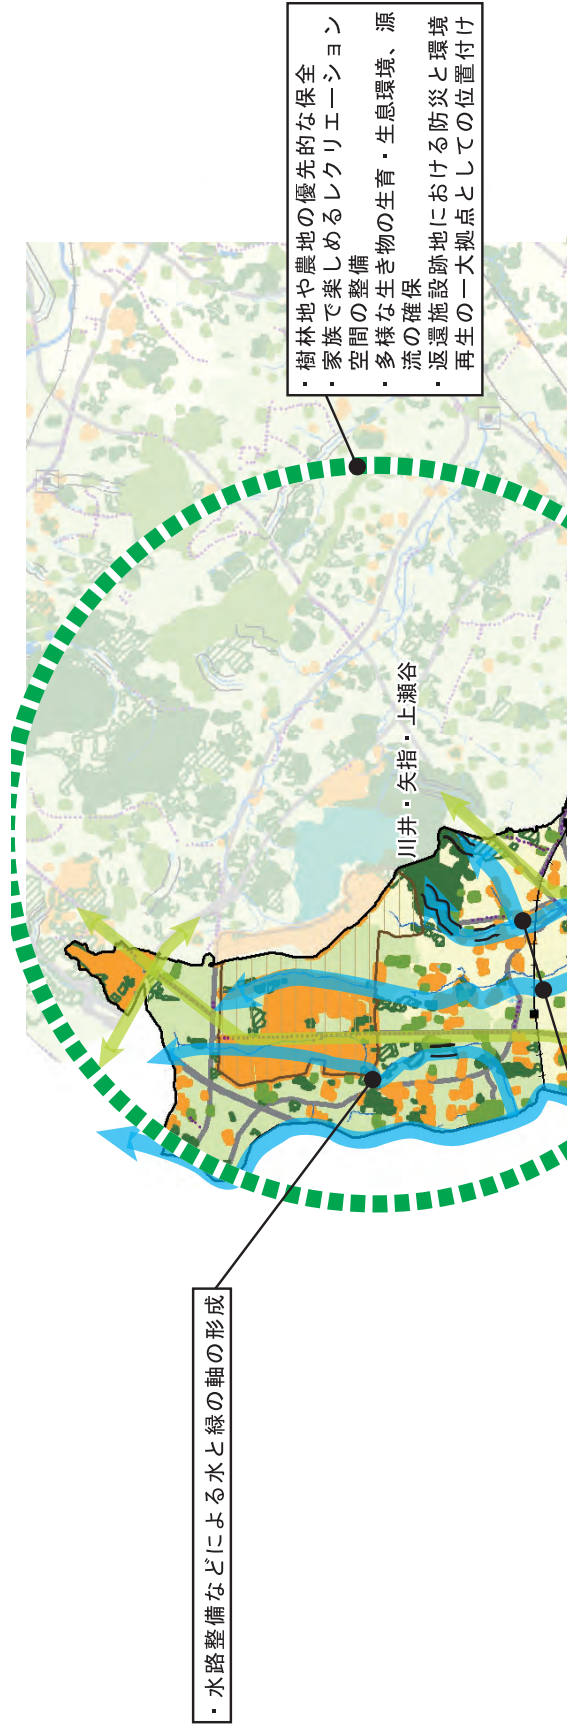 ・樹林地や農地の優先的な保全
・家族で楽しめるレクリエーション
空間の整備
・多様な生き物の生育・生息環境、源
流の確保
・返還施設跡地における防災と環境
再生の一大拠点としての位置付け
川井・矢指・上瀬谷
・水路整備などによる水と緑の軸の形成